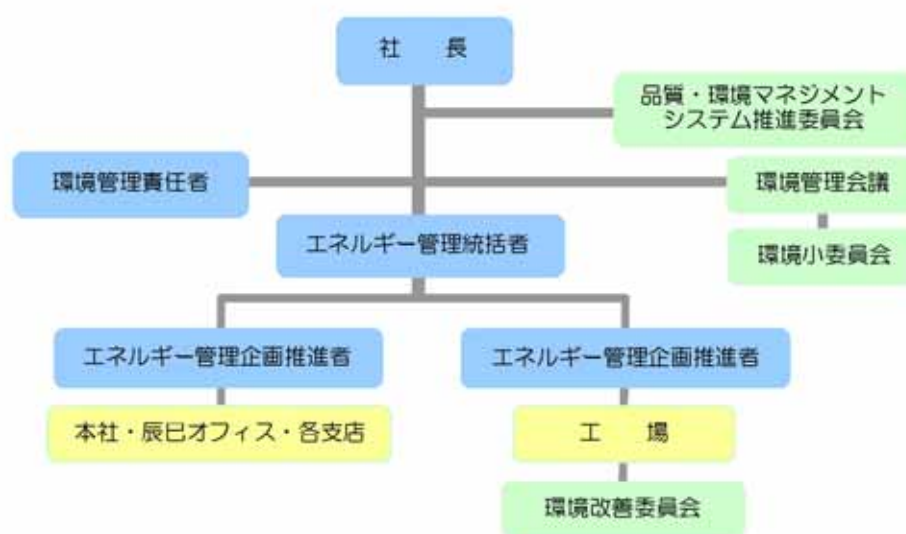 社　　長
品質・環境マネジメント
システム推進委員会
環境管理責任者
環境管理会議
エネルギー管理統括者
環境小委員会
エネルギー管理企画推進者
エネルギー管理企画推進者
本社・辰巳オフィス・各支店
工　　場
環境改善委員会